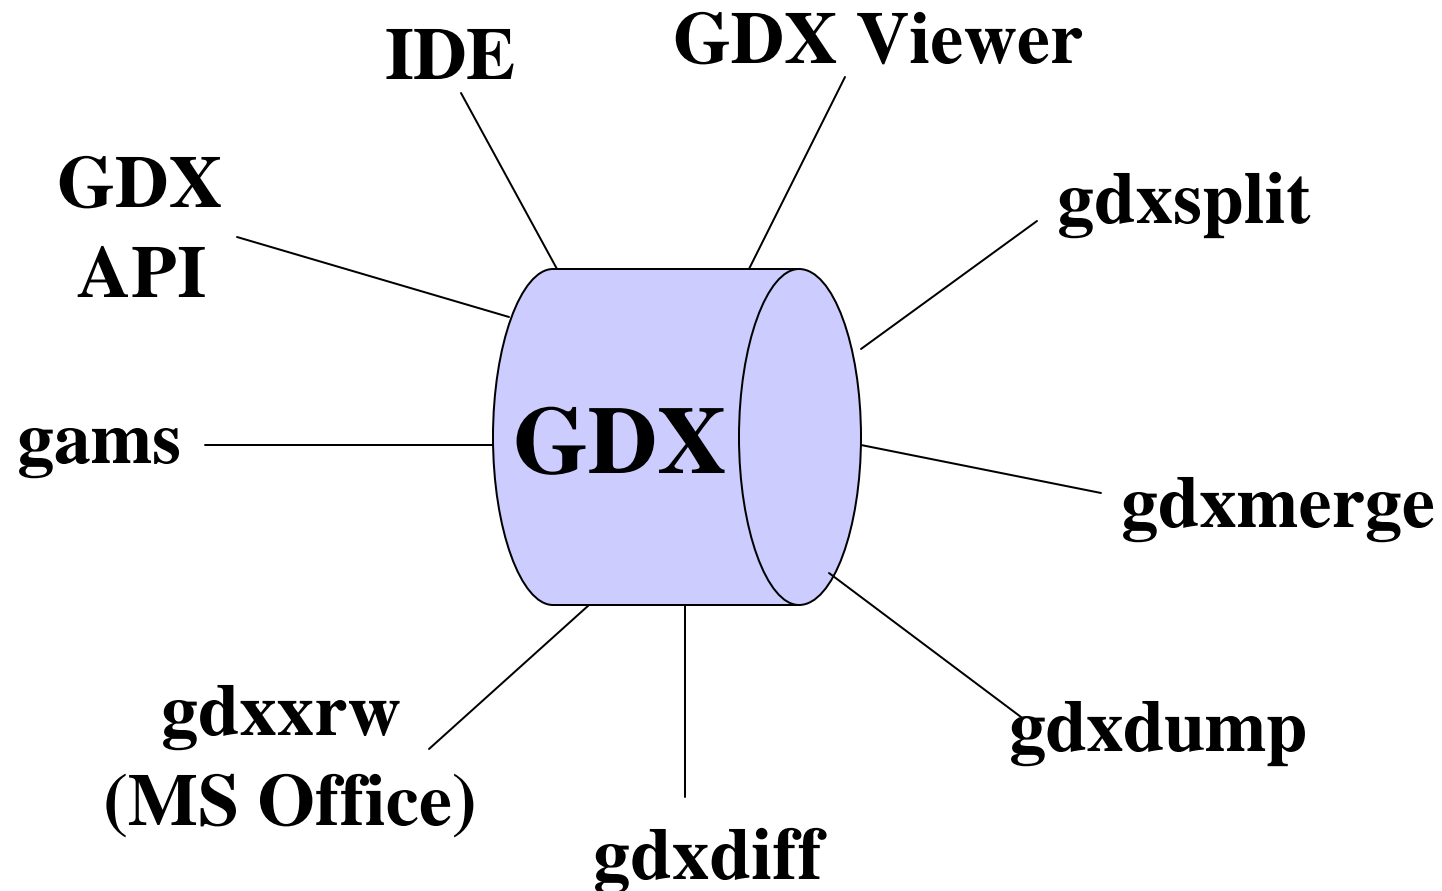 IDE
GDX Viewer
GDX
API
gdxsplit
gams
GDX
gdxmerge
gdxxrw
(MS Office)
gdxdump
gdxdiff